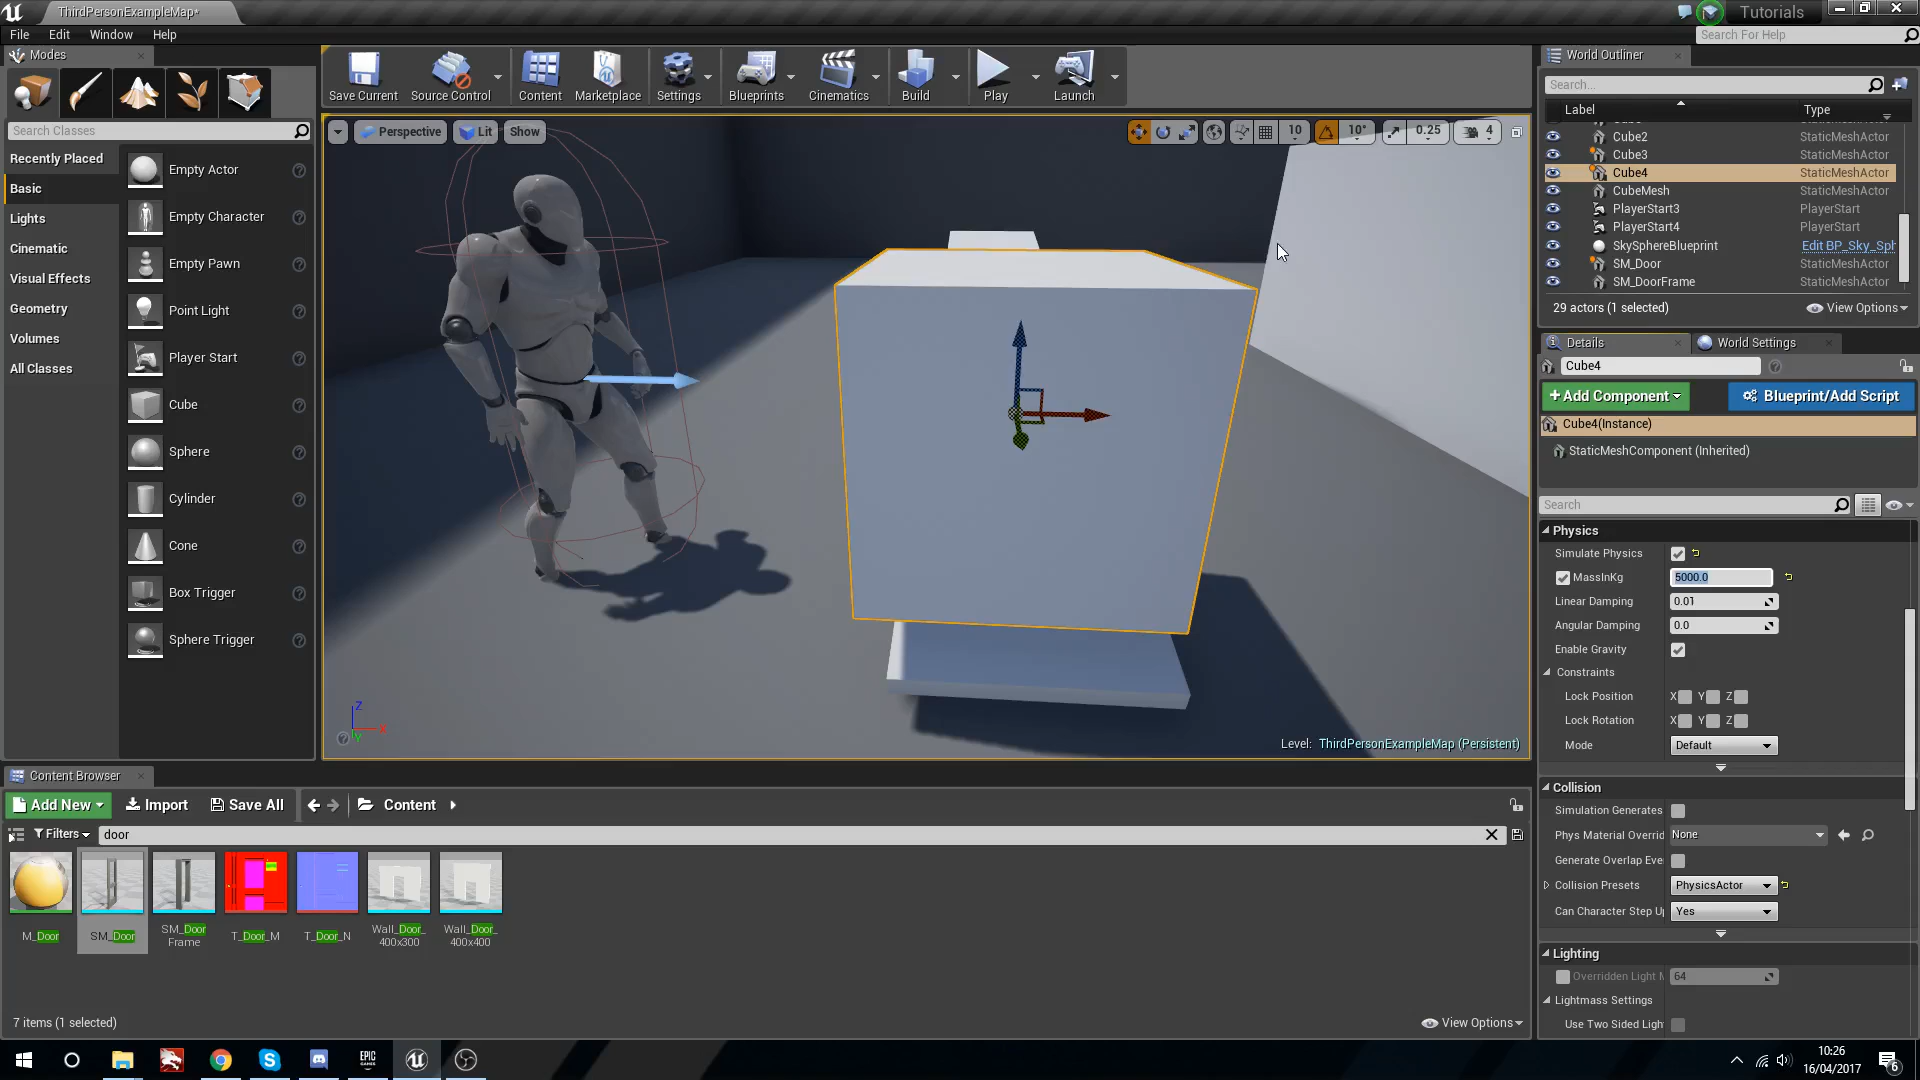 ThirdPersonExampleMap*
Tutorials
File Edit Window Help
Search For Help
Modes
Search Classes
Recently Placed
Basic
Lights
Cinematic
Visual Effects
Geometry
Volumes
All Classes
Empty Actor
Empty Character
Empty Pawn
Point Light
Player Start
Cube
Sphere
Cylinder
Cone
Box Trigger
Sphere Trigger
Save Current
Source Control
Content
Marketplace
Settings
Blueprints
Cinematics
Build
Play
Launch
Perspective
Lit
Show
10
10°
0.25
4
Z
X
Y
Level: ThirdPersonExampleMap (Persistent)
World Outliner
Search...
Label Type
Cube2 StaticMeshActor
Cube3 StaticMeshActor
Cube4 StaticMeshActor
CubeMesh StaticMeshActor
PlayerStart3 PlayerStart
PlayerStart4 PlayerStart
SkySphereBlueprint Edit BP_Sky_Sph
SM_Door StaticMeshActor
SM_DoorFrame StaticMeshActor
29 actors (1 selected)
View Options
Details
World Settings
Cube4
+Add Component
Blueprint/Add Script
Cube4(Instance)
StaticMeshComponent (Inherited)
Search
Physics
Simulate Physics
MassInKg 5000.0
Linear Damping 0.01
Angular Damping 0.0
Enable Gravity
Constraints
Lock Position X Y Z
Lock Rotation X Y Z
Mode Default
Collision
Simulation Generates
Phys Material Overrid None
Generate Overlap Eve
Collision Presets PhysicsActor
Can Character Step U Yes
Lighting
Overridden Light M 64
Lightmass Settings
Use Two Sided Ligh
Content Browser
Add New
Import
Save All
Content
Filters
door
M_Door
SM_Door
SM_Door
Frame
T_Door_M
T_Door_N
Wall_Door_
400x300
Wall_Door_
400x400
7 items (1 selected)
View Options
EPIC
GAMES
10:26
16/04/2017
6